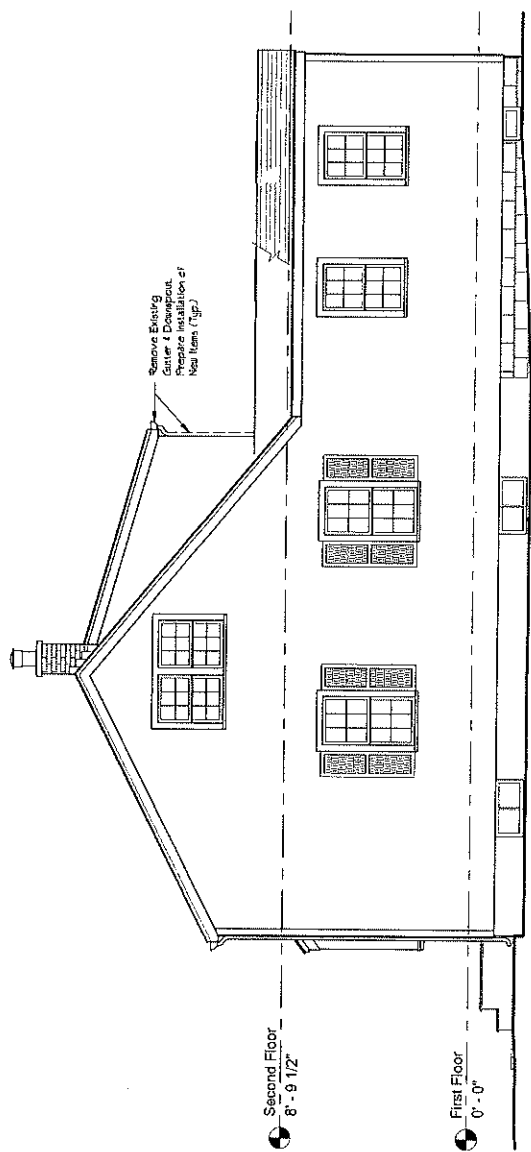 Remove Existing
Gutter & Downspout.
Prepare Installation of
New Items (Typ.)
Second Floor
8' - 9 1/2"
First Floor
0' - 0"